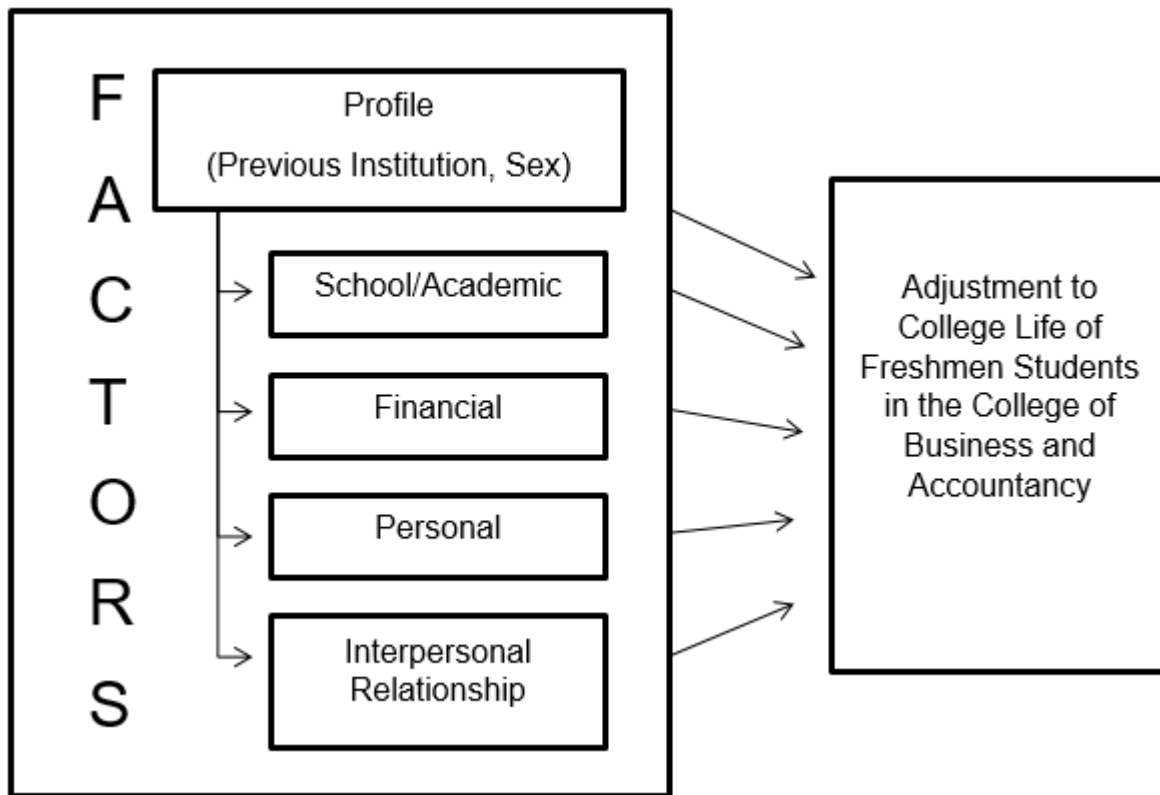 FACTORS
Profile
(Previous Institution, Sex)
School/Academic
Financial
Personal
Interpersonal
Relationship
Adjustment to
College Life of
Freshmen Students
in the College of
Business and
Accountancy